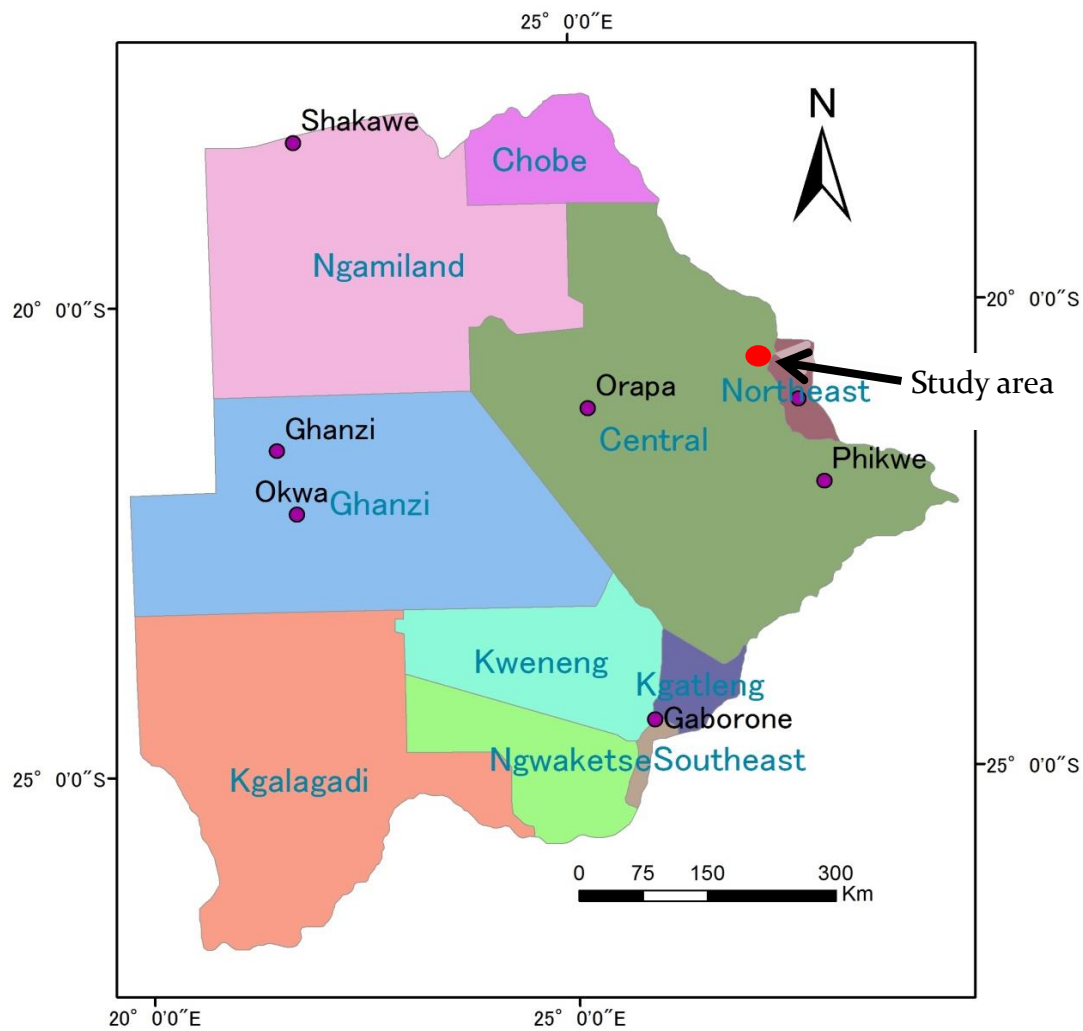 25° 0'0"E
N
Shakawe
Chobe
Ngamiland
20° 0'0"S
20° 0'0"S
Orapa
Northeast
Study area
Ghanzi
Central
Phikwe
Okwa
Ghanzi
Kweneng
Kgatleng
Gaborone
Ngwaketse
Southeast
25° 0'0"S
Kgalagadi
25° 0'0"S
0 75 150 300
Km
20° 0'0"E
25° 0'0"E